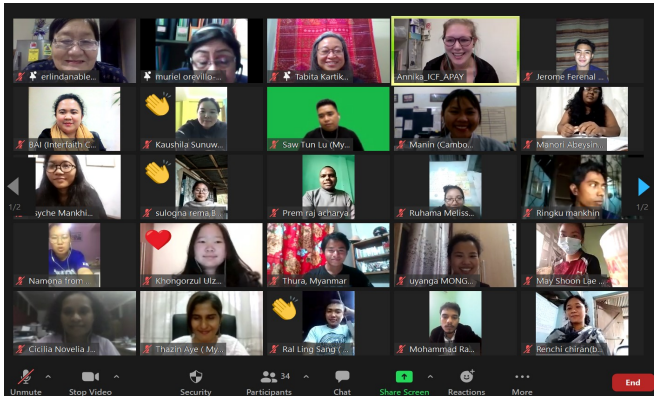 erlindanable...
muriel orevillo-...
Tabita Kartik...
Annika_ICF_APAY
Jerome Ferenal ...
BAI (Interfaith C...
Kaushila Sunuw...
Saw Tun Lu (My...
Manin (Cambo...
Manori Abeysin...
1/2
syche Mankhi...
sulogna rema,B...
Prem raj acharya
Ruhama Meliss...
Ringku mankhin
1/2
Namona from
Khongorzul Ulz...
Thura, Myanmar
uyanga MONG...
May Shoon Lae ...
Cicilia Novelia J...
Thazin Aye ( My...
Ral Ling Sang ( ...
Mohammad Ra...
Renchi chiran(b...
Unmute
Stop Video
Security
34
Participants
Chat
Share Screen
Reactions
More
End